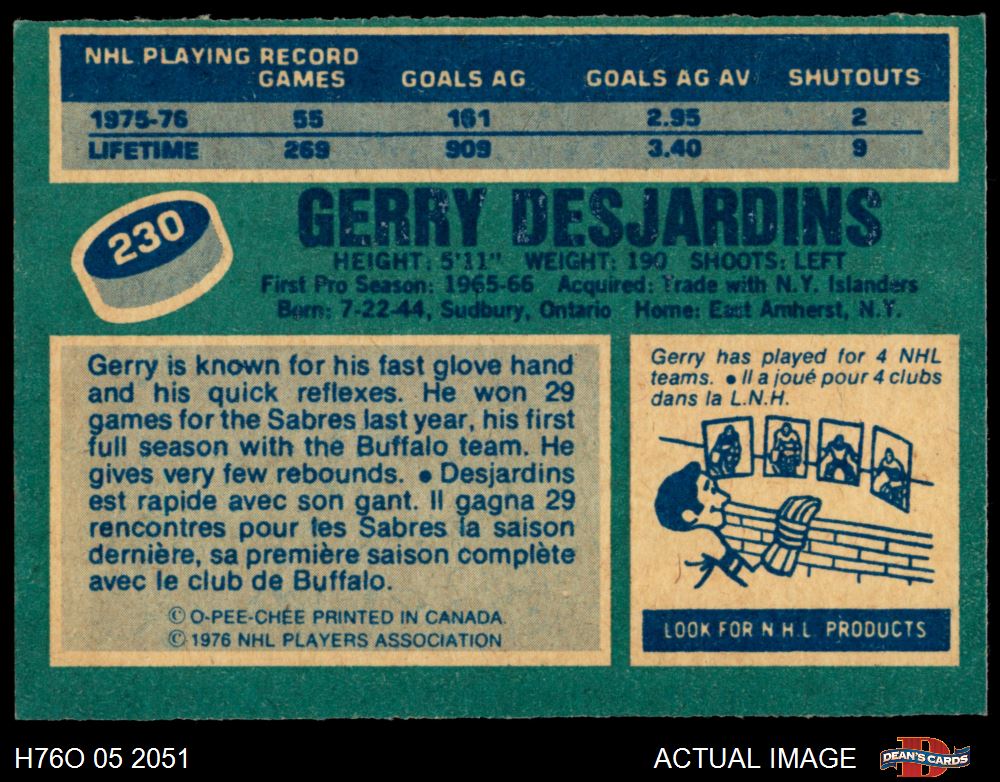 NHL PLAYING RECORD
GAMES GOALS AG GOALS AG AV SHUTOUTS
1975-76 55 161 2.95 2
LIFETIME 269 909 3.40 9
230
GERRY DESJARDINS
HEIGHT: 5'11" WEIGHT: 190 SHOOTS: LEFT
First Pro Season: 1965-66 Acquired: Trade with N.Y. Islanders
Born: 7-22-44, Sudbury, Ontario Home: East Amherst, N.Y.
Gerry is known for his fast glove hand
and his quick reflexes. He won 29
games for the Sabres last year, his first
full season with the Buffalo team. He
gives very few rebounds. • Desjardins
est rapide avec son gant. Il gagna 29
rencontres pour les Sabres la saison
dernière, sa première saison complète
avec le club de Buffalo.
© O-PEE-CHÉE PRINTED IN CANADA.
© 1976 NHL PLAYERS ASSOCIATION
Gerry has played for 4 NHL
teams. • Il a joué pour 4 clubs
dans la L.N.H.
LOOK FOR N.H.L. PRODUCTS
H76O 05 2051
ACTUAL IMAGE
DEAN'S CARDS